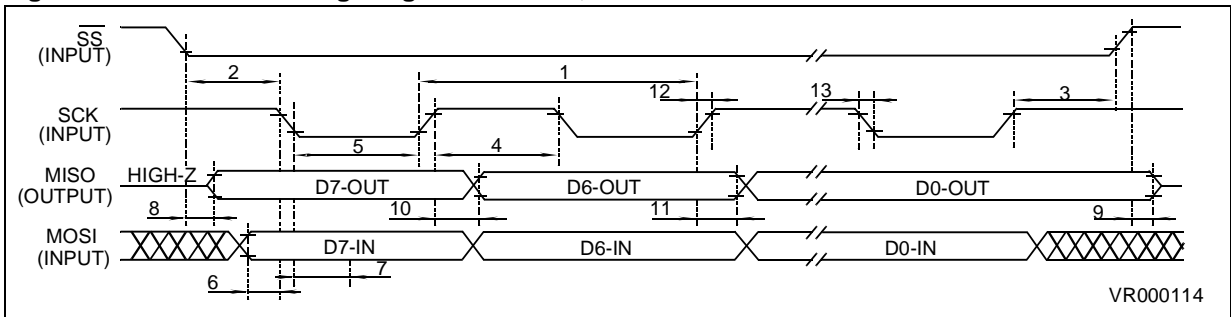 SS
(INPUT)
2
1
12
13
3
SCK
(INPUT)
5
4
MISO
(OUTPUT)
HIGH-Z
D7-OUT
D6-OUT
D0-OUT
8
10
11
9
MOSI
(INPUT)
D7-IN
D6-IN
D0-IN
7
6
VR000114